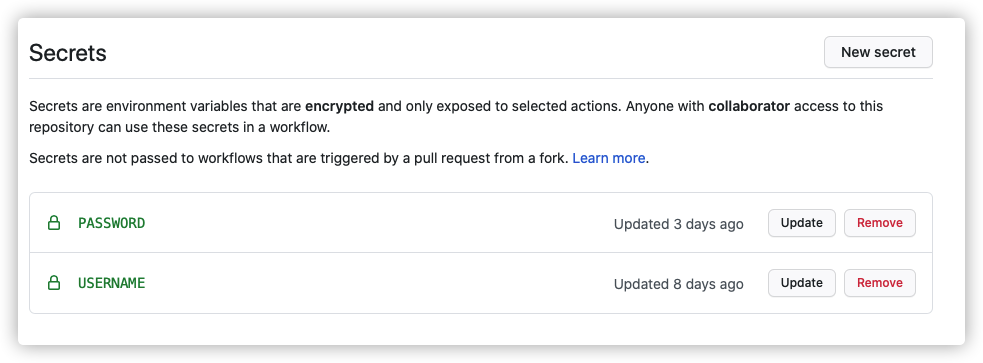 Secrets
New secret
Secrets are environment variables that are encrypted and only exposed to selected actions. Anyone with collaborator access to this
repository can use these secrets in a workflow.
Secrets are not passed to workflows that are triggered by a pull request from a fork. Learn more.
PASSWORD Updated 3 days ago Update Remove
USERNAME Updated 8 days ago Update Remove